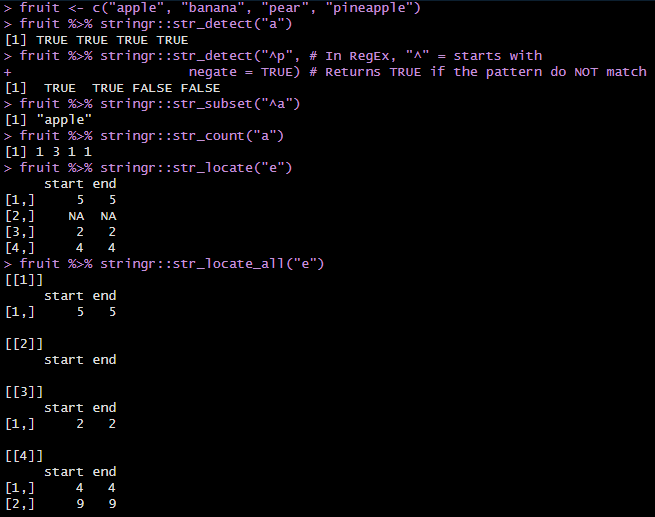 > fruit <- c("apple", "banana", "pear", "pineapple")
> fruit %>% stringr::str_detect("a")
[1] TRUE TRUE TRUE TRUE
> fruit %>% stringr::str_detect("^p", # In RegEx, "^" = starts with
+                       negate = TRUE) # Returns TRUE if the pattern do NOT match
[1]  TRUE  TRUE FALSE FALSE
> fruit %>% stringr::str_subset("^a")
[1] "apple"
> fruit %>% stringr::str_count("a")
[1] 1 3 1 1
> fruit %>% stringr::str_locate("e")
     start end
[1,]     5   5
[2,]    NA  NA
[3,]     2   2
[4,]     4   4
> fruit %>% stringr::str_locate_all("e")
[[1]]
     start end
[1,]     5   5

[[2]]
     start end

[[3]]
     start end
[1,]     2   2

[[4]]
     start end
[1,]     4   4
[2,]     9   9